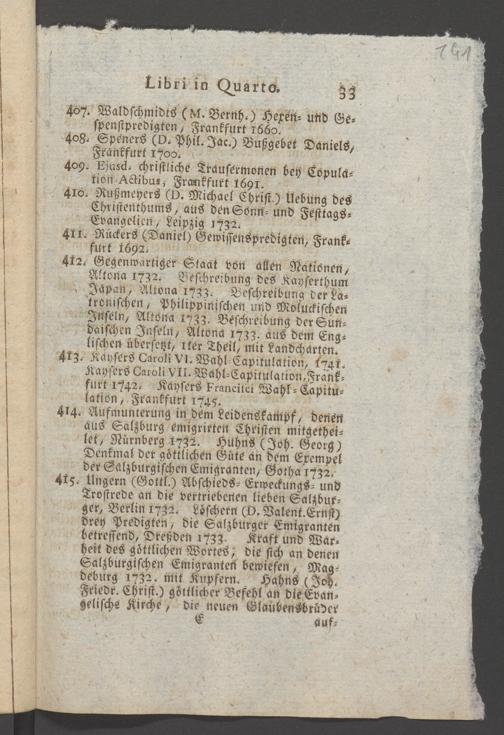 141
Libri in Quarto. 33
407. Waldschmidts (M. Bernh.) Hexen- und Ge-
spenstpredigten, Frankfurt 1660.
408. Speners (D. Phil. Jac.) Bußgebet Daniels,
Frankfurt 1700.
409. Ejusd. christliche Trausermonen bey Copula-
tion Actibus, Frankfurt 1691.
410. Rußmeyers (D. Michael Christ.) Uebung des
Christenthums, aus den Sonn- und Festtags-
Evangelien, Leipzig 1732.
411. Rückers (Daniel) Gewissenspredigten, Frank-
furt 1692.
412. Gegenwartiger Staat von allen Nationen,
Altona 1732. Beschreibung des Kayserthum
Japan, Altona 1733. Beschreibung der La-
tronischen, Philippinischen und Moluckischen
Inseln, Altona 1733. Beschreibung der Sun-
daischen Inseln, Altona 1733. aus dem Eng-
lischen übersetzt, 1ter Theil, mit Landcharten.
413. Kaysers Caroli VI. Wahl-Capitulation, 1741.
Kaysers Caroli VII. Wahl-Capitulation, Frank-
furt 1742. Kaysers Francisci Wahl-Capitu-
lation, Frankfurt 1745.
414. Aufmunterung in dem Leidenskampf, denen
aus Salzburg emigrirten Christen mitgethei-
let, Nürnberg 1732. Huhns (Joh. Georg)
Denkmal der göttlichen Güte an dem Exempel
der Salzburgischen Emigranten, Gotha 1732.
415. Ungern (Gottl.) Abschieds- Erweckungs- und
Trostrede an die vertriebenen lieben Salzbur-
ger, Berlin 1732. Löschern (D. Valent. Ernst)
drey Predigten, die Salzburger Emigranten
betreffend, Dreßden 1733. Kraft und War-
heit des göttlichen Wortes, die sich an denen
Salzburgischen Emigranten bewiesen, Mag-
deburg 1732. mit Kupfern. Hahns (Joh.
Friedr. Christ.) göttlicher Befehl an die Evan-
gelische Kirche, die neuen Glaubensbrüder
E auf-